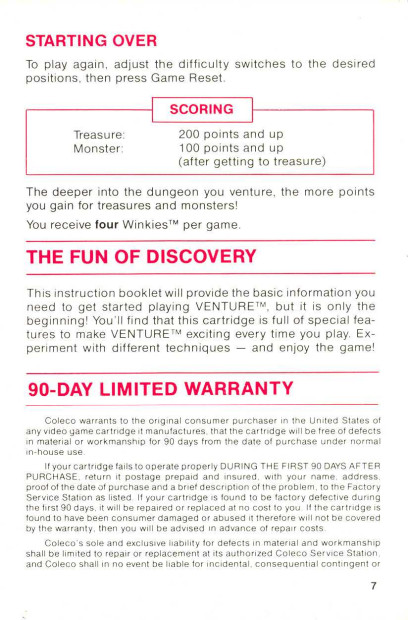 STARTING OVER
To play again, adjust the difficulty switches to the desired
positions, then press Game Reset.
SCORING
Treasure: 200 points and up
Monster: 100 points and up
(after getting to treasure)
The deeper into the dungeon you venture, the more points
you gain for treasures and monsters!
You receive four Winkies™ per game.
THE FUN OF DISCOVERY
This instruction booklet will provide the basic information you
need to get started playing VENTURE™, but it is only the
beginning! You'll find that this cartridge is full of special fea-
tures to make VENTURE™ exciting every time you play. Ex-
periment with different techniques — and enjoy the game!
90-DAY LIMITED WARRANTY
Coleco warrants to the original consumer purchaser in the United States of
any video game cartridge it manufactures, that the cartridge will be free of defects
in material or workmanship for 90 days from the date of purchase under normal
in-house use.
If your cartridge fails to operate properly DURING THE FIRST 90 DAYS AFTER
PURCHASE, return it postage prepaid and insured, with your name, address,
proof of the date of purchase and a brief description of the problem, to the Factory
Service Station as listed. If your cartridge is found to be factory defective during
the first 90 days, it will be repaired or replaced at no cost to you. If the cartridge is
found to have been consumer damaged or abused it therefore will not be covered
by the warranty, then you will be advised in advance of repair costs.
Coleco's sole and exclusive liability for defects in material and workmanship
shall be limited to repair or replacement at its authorized Coleco Service Station,
and Coleco shall in no event be liable for incidental, consequential contingent or
7